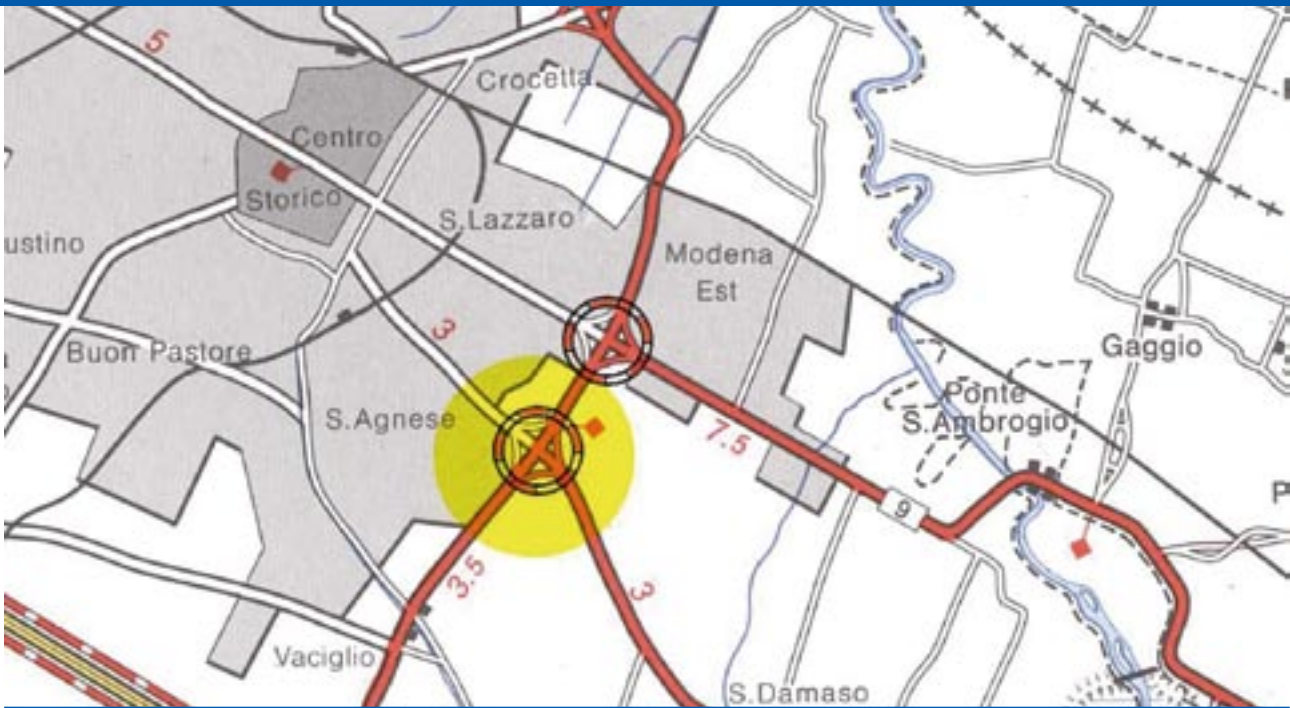 5
Crocetta
Centro
Storico
S.Lazzaro
ustino
Modena
Est
3
Buon Pastore
Gaggio
S.Agnese
Ponte
S.Ambrogio
7.5
9
P
3.5
3
Vaciglio
S.Damaso